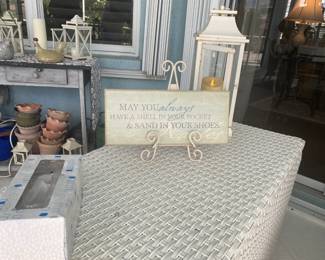 MAY YOU always
HAVE A SHELL IN YOUR POCKET
& SAND IN YOUR SHOES